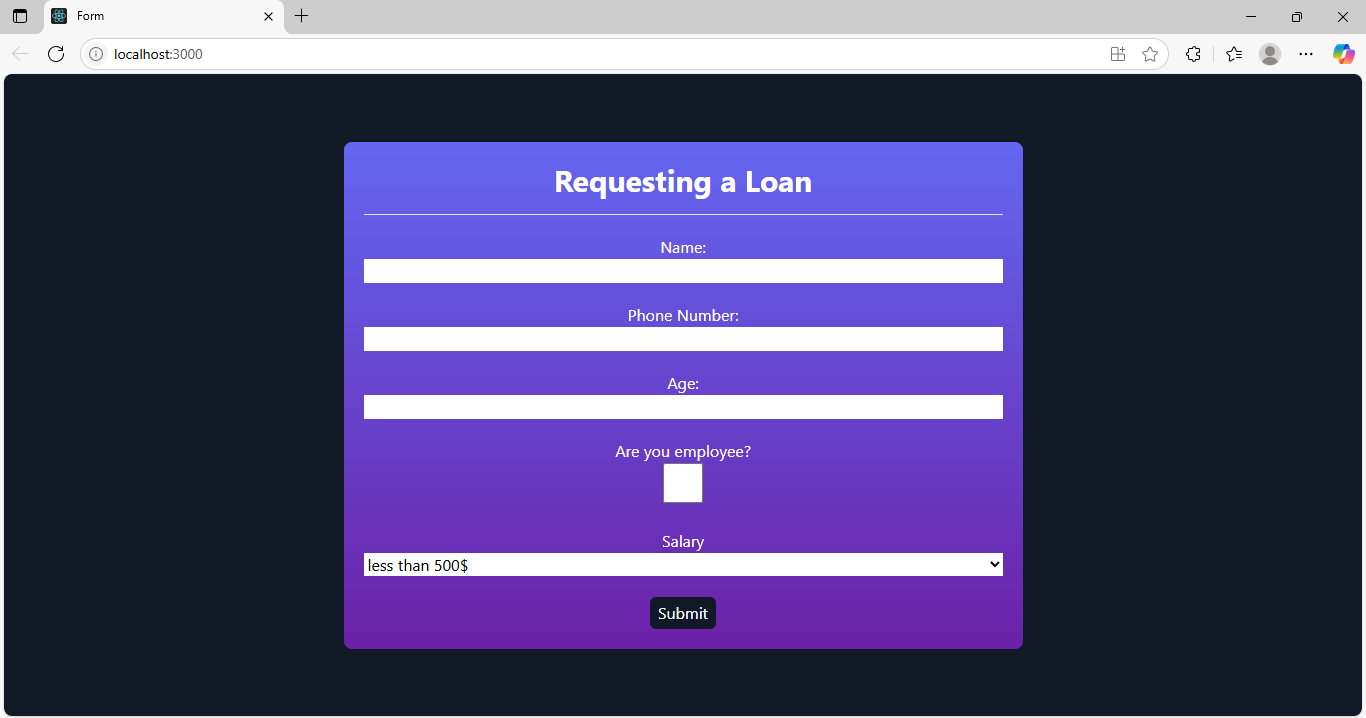 Form
localhost:3000
Requesting a Loan
Name:
Phone Number:
Age:
Are you employee?
Salary
less than 500$
Submit